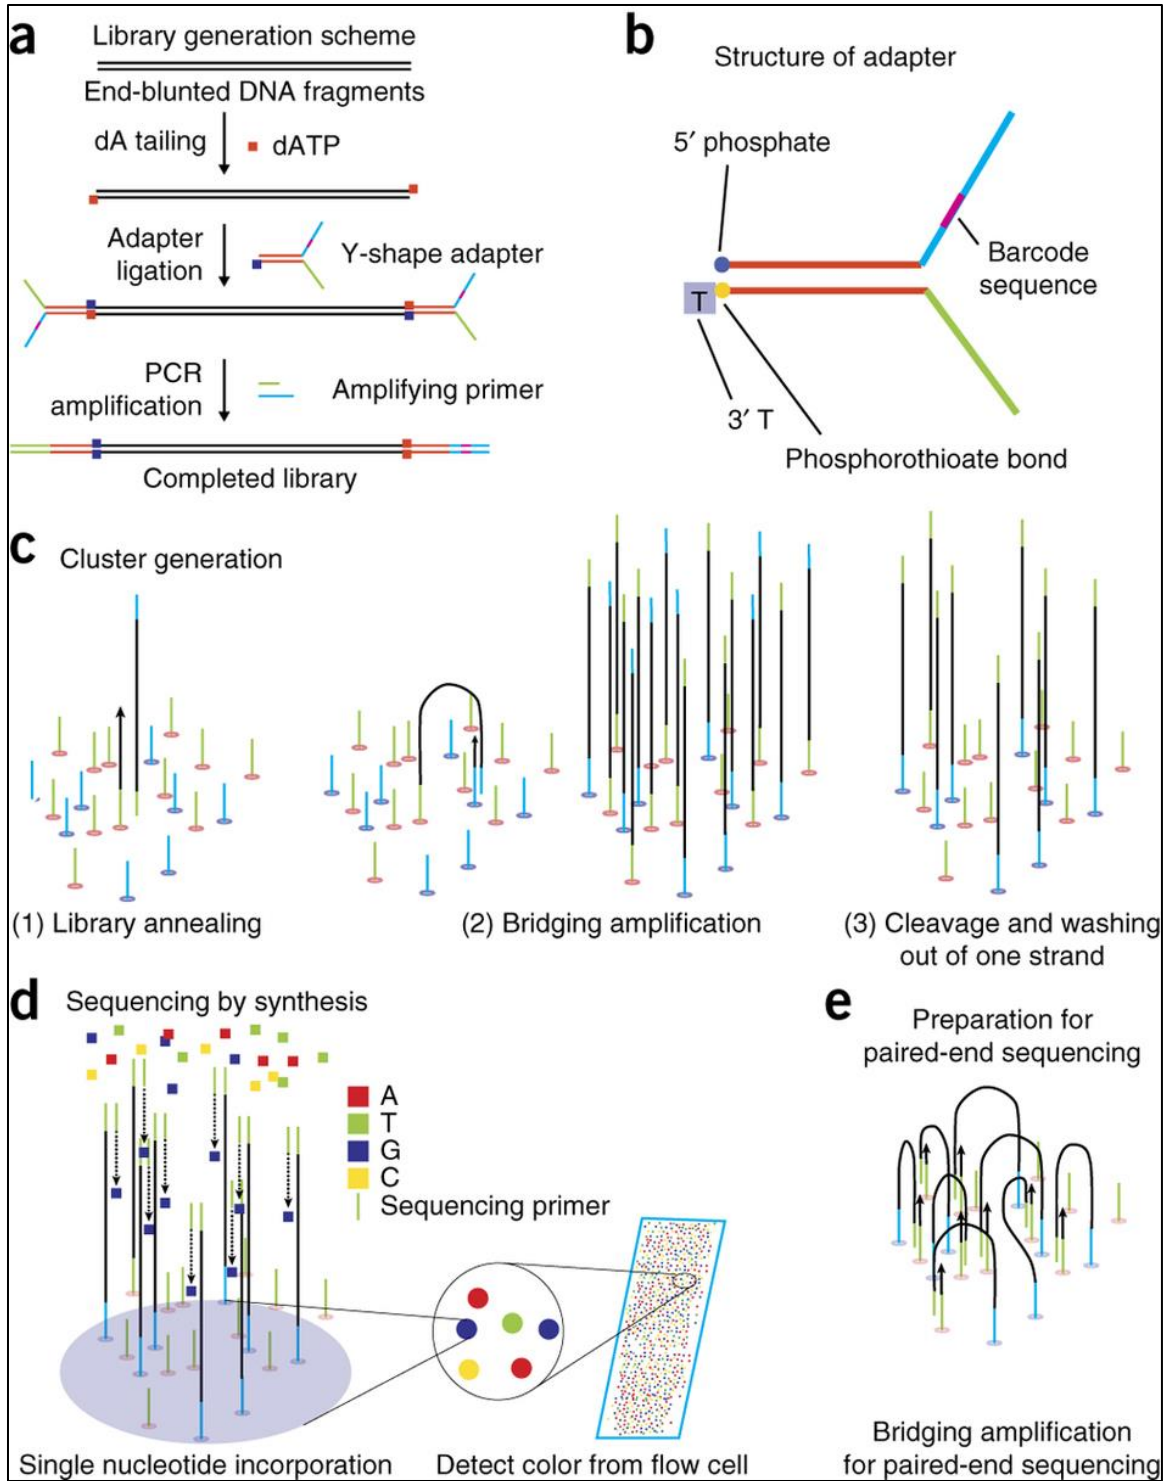 a
Library generation scheme
End-blunted DNA fragments
dA tailing
dATP
Adapter
ligation
Y-shape adapter
PCR
amplification
Amplifying primer
Completed library
b
Structure of adapter
5′ phosphate
Barcode
sequence
T
3′ T
Phosphorothioate bond
c
Cluster generation
(1) Library annealing
(2) Bridging amplification
(3) Cleavage and washing
out of one strand
d
Sequencing by synthesis
A
T
G
C
Sequencing primer
Single nucleotide incorporation
Detect color from flow cell
e
Preparation for
paired-end sequencing
Bridging amplification
for paired-end sequencing